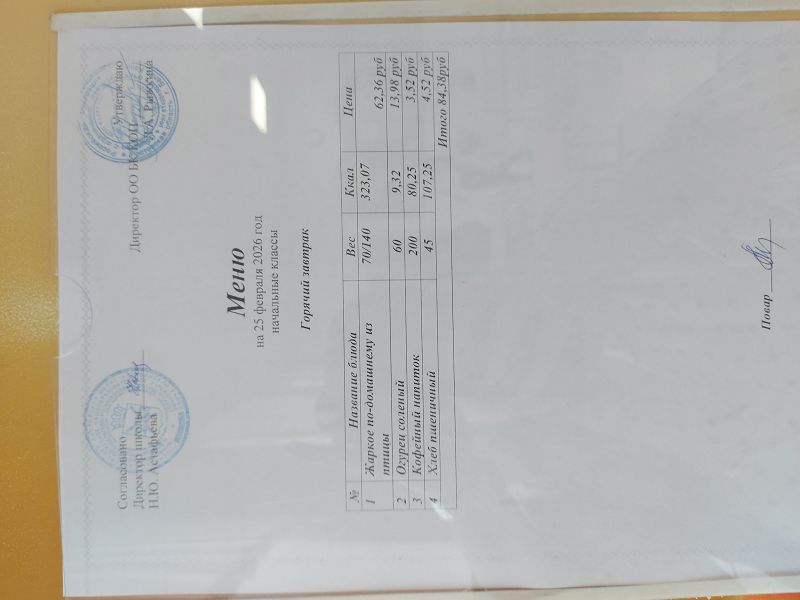 Согласовано
Директор школы
Н.Ю. Астафьева
Утверждаю
Директор ОО БК КОП
Меню
на 25 февраля 2026 год
начальные классы
Горячий завтрак
№ Название блюда Вес Ккал Цена
1 Жаркое по-домашнему из птицы 70/140 323,07 62,36 руб
2 Огурец соленый 60 9,32 13,98 руб
3 Кофейный напиток 200 80,25 3,52 руб
4 Хлеб пшеничный 45 107,25 4,52 руб
Итого 84,38руб
Повар